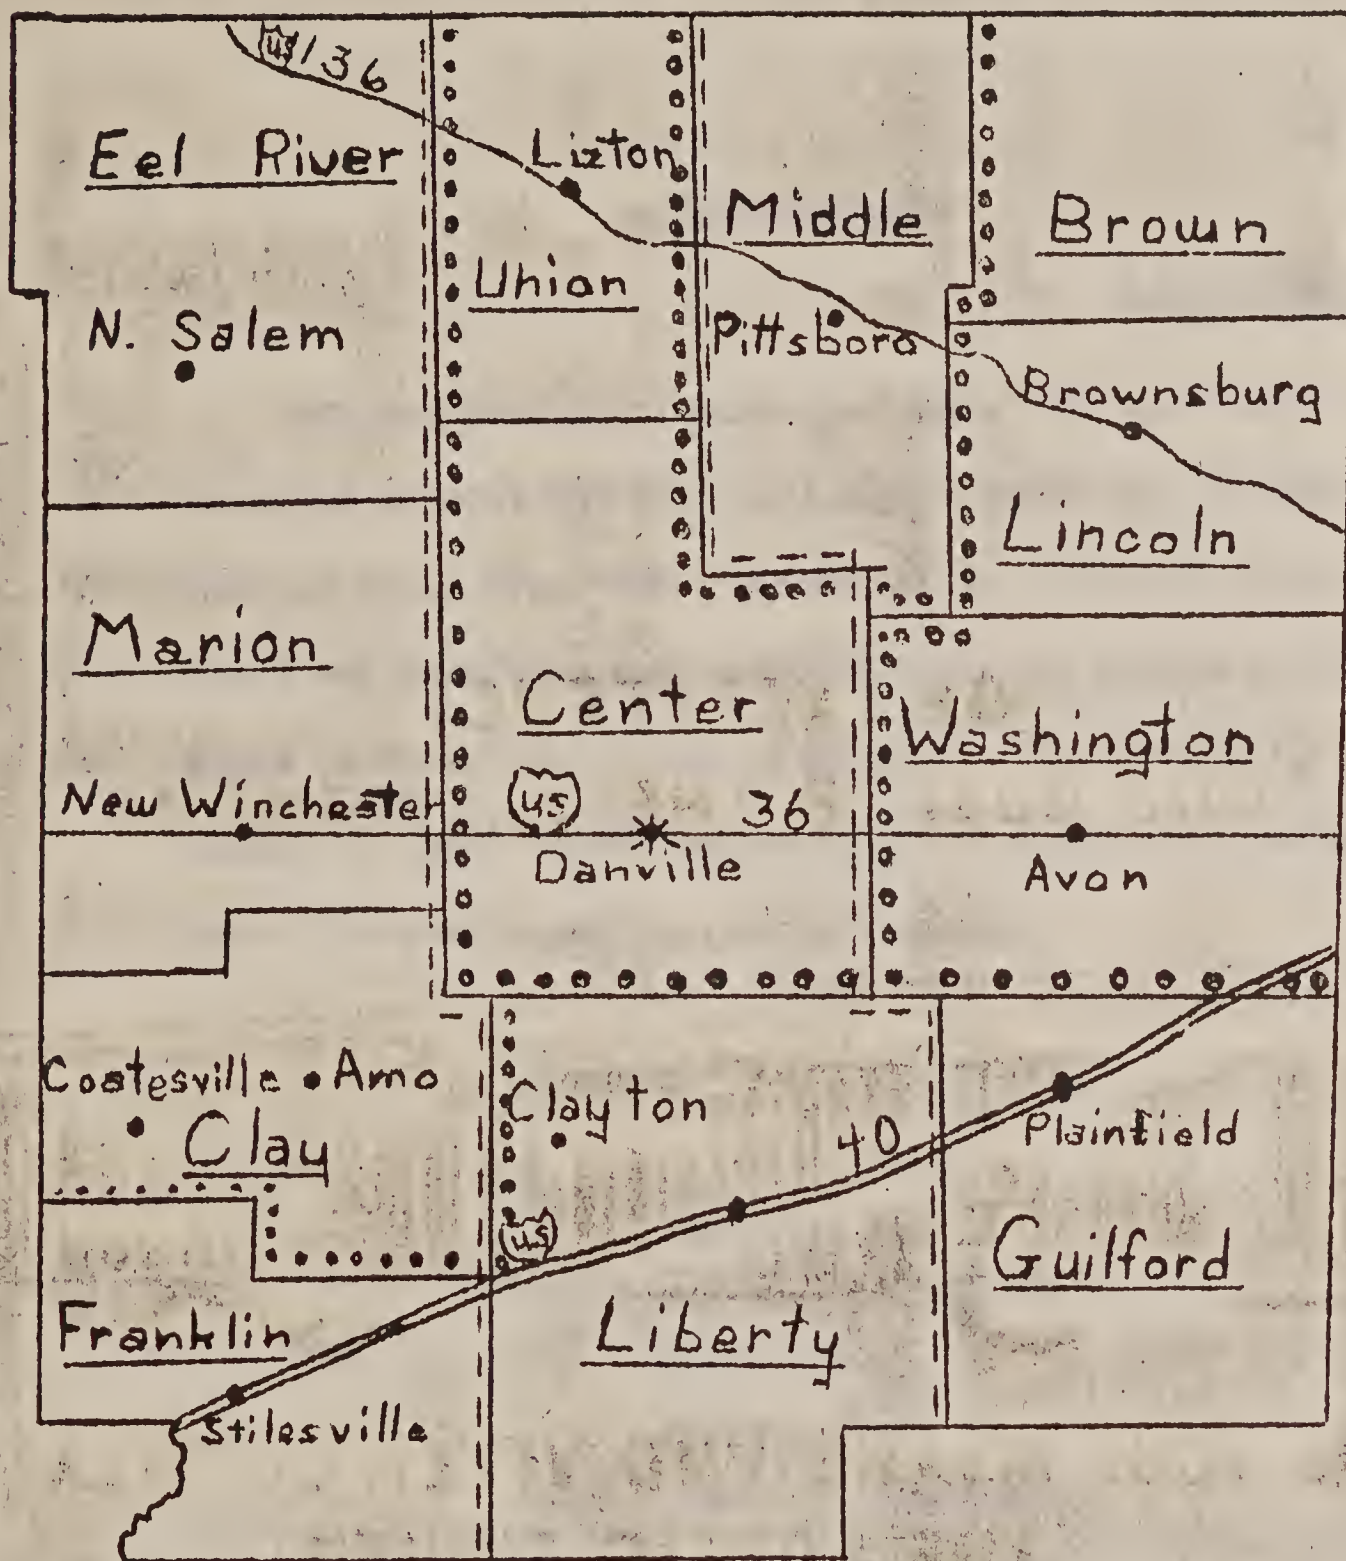 US 136
Eel River
Lizton
Middle
Brown
Union
N. Salem
Pittsboro
Brownsburg
Lincoln
Marion
Center
Washington
New Winchester
US 36
Danville
Avon
Coatesville
Amo
Clayton
40
Plainfield
Clay
US
Guilford
Franklin
Liberty
Stilesville